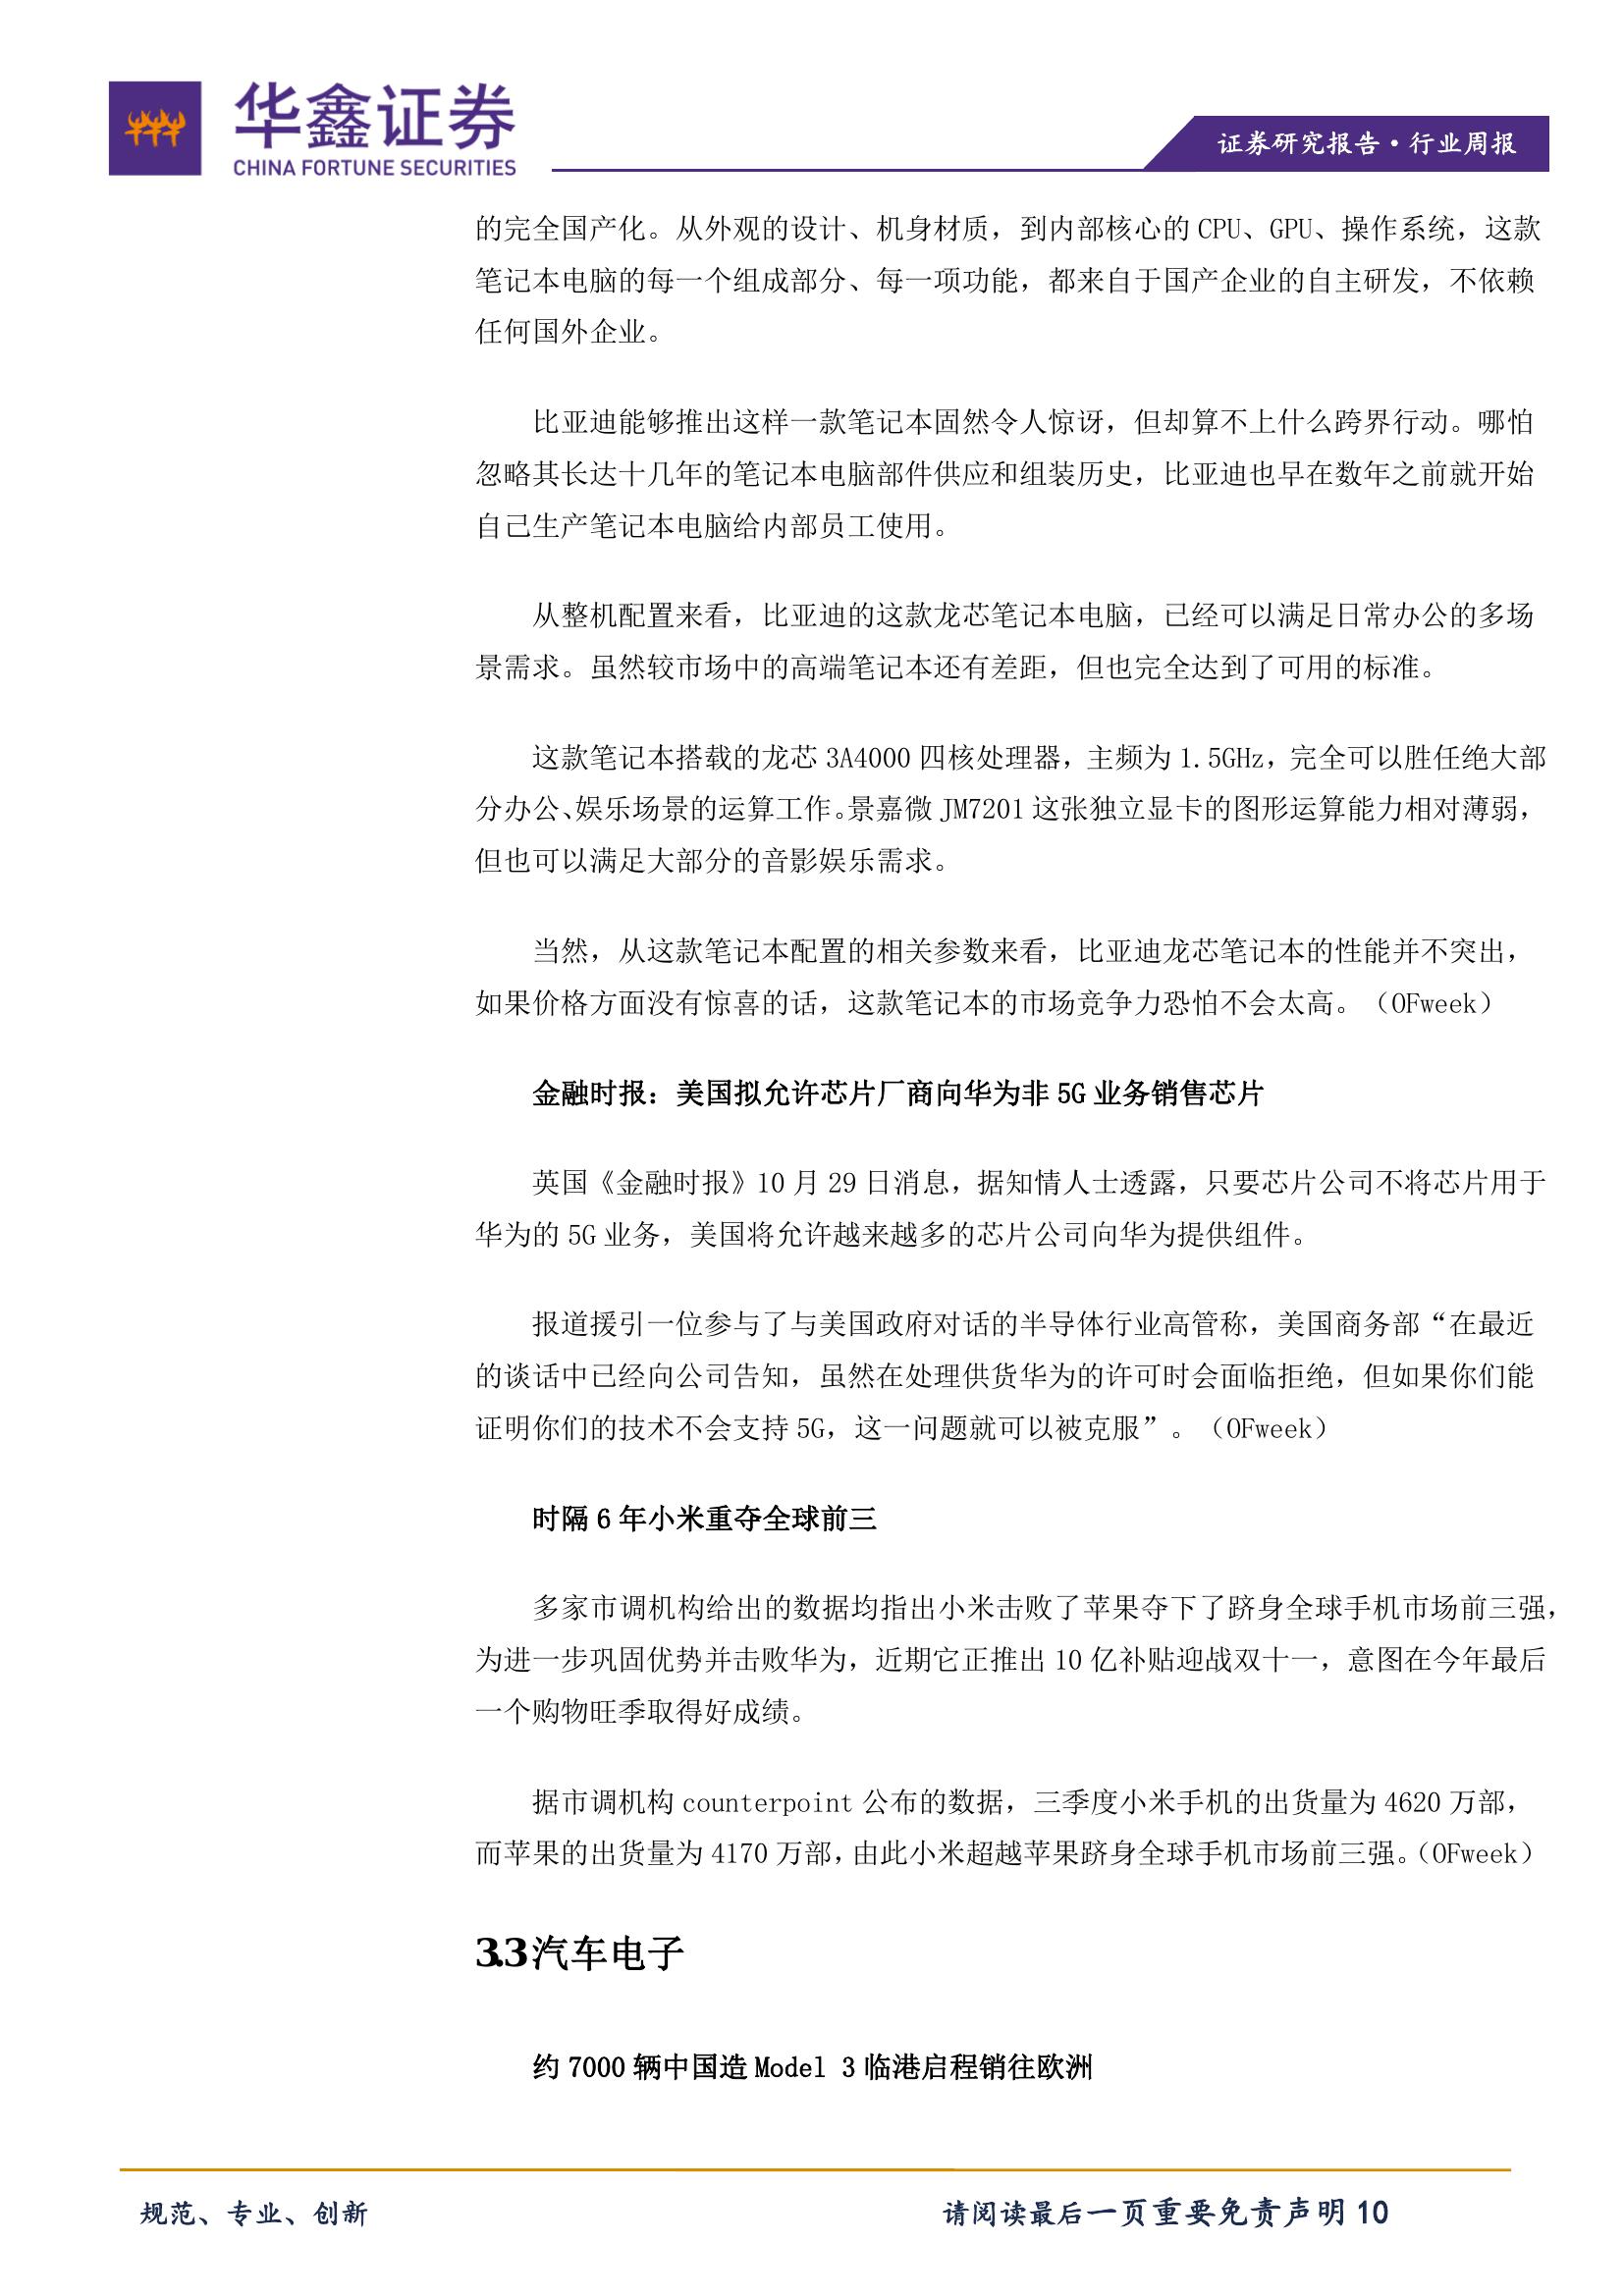 华鑫证券
CHINA FORTUNE SECURITIES
证券研究报告·行业周报
的完全国产化。从外观的设计、机身材质，到内部核心的 CPU、GPU、操作系统，这款
笔记本电脑的每一个组成部分、每一项功能，都来自于国产企业的自主研发，不依赖
任何国外企业。
比亚迪能够推出这样一款笔记本固然令人惊讶，但却算不上什么跨界行动。哪怕
忽略其长达十几年的笔记本电脑部件供应和组装历史，比亚迪也早在数年之前就开始
自己生产笔记本电脑给内部员工使用。
从整机配置来看，比亚迪的这款龙芯笔记本电脑，已经可以满足日常办公的多场
景需求。虽然较市场中的高端笔记本还有差距，但也完全达到了可用的标准。
这款笔记本搭载的龙芯 3A4000 四核处理器，主频为 1.5GHz，完全可以胜任绝大部
分办公、娱乐场景的运算工作。景嘉微 JM7201 这张独立显卡的图形运算能力相对薄弱，
但也可以满足大部分的音影娱乐需求。
当然，从这款笔记本配置的相关参数来看，比亚迪龙芯笔记本的性能并不突出，
如果价格方面没有惊喜的话，这款笔记本的市场竞争力恐怕不会太高。（OFweek）
金融时报：美国拟允许芯片厂商向华为非 5G 业务销售芯片
英国《金融时报》10 月 29 日消息，据知情人士透露，只要芯片公司不将芯片用于
华为的 5G 业务，美国将允许越来越多的芯片公司向华为提供组件。
报道援引一位参与了与美国政府对话的半导体行业高管称，美国商务部“在最近
的谈话中已经向公司告知，虽然在处理供货华为的许可时会面临拒绝，但如果你们能
证明你们的技术不会支持 5G，这一问题就可以被克服”。（OFweek）
时隔 6 年小米重夺全球前三
多家市调机构给出的数据均指出小米击败了苹果夺下了跻身全球手机市场前三强，
为进一步巩固优势并击败华为，近期它正推出 10 亿补贴迎战双十一，意图在今年最后
一个购物旺季取得好成绩。
据市调机构 counterpoint 公布的数据，三季度小米手机的出货量为 4620 万部，
而苹果的出货量为 4170 万部，由此小米超越苹果跻身全球手机市场前三强。（OFweek）
3.3 汽车电子
约 7000 辆中国造 Model 3 临港启程销往欧洲
规范、专业、创新
请阅读最后一页重要免责声明 10